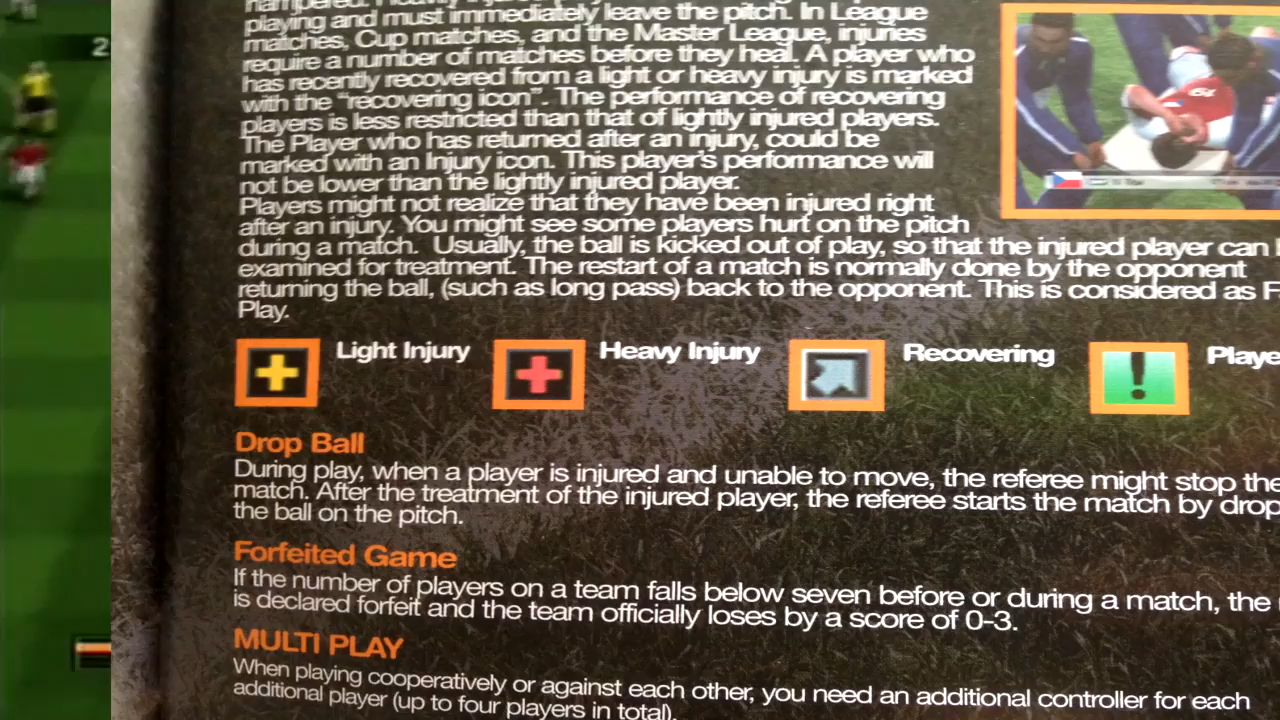 playing and must immediately leave the pitch. In League
matches, Cup matches, and the Master League, injuries
require a number of matches before they heal. A player who
has recently recovered from a light or heavy injury is marked
with the "recovering icon". The performance of recovering
players is less restricted than that of lightly injured players.
The Player who has returned after an injury, could be
marked with an Injury icon. This player's performance will
not be lower than the lightly injured player.
Players might not realize that they have been injured right
after an injury. You might see some players hurt on the pitch
during a match. Usually, the ball is kicked out of play, so that the injured player can
examined for treatment. The restart of a match is normally done by the opponent
returning the ball, (such as long pass) back to the opponent. This is considered as F
Play.
Light Injury Heavy Injury Recovering Playe
Drop Ball
During play, when a player is injured and unable to move, the referee might stop the
match. After the treatment of the injured player, the referee starts the match by drop
the ball on the pitch.
Forfeited Game
If the number of players on a team falls below seven before or during a match, the
is declared forfeit and the team officially loses by a score of 0-3.
MULTI PLAY
When playing cooperatively or against each other, you need an additional controller for each
additional player (up to four players in total).
2